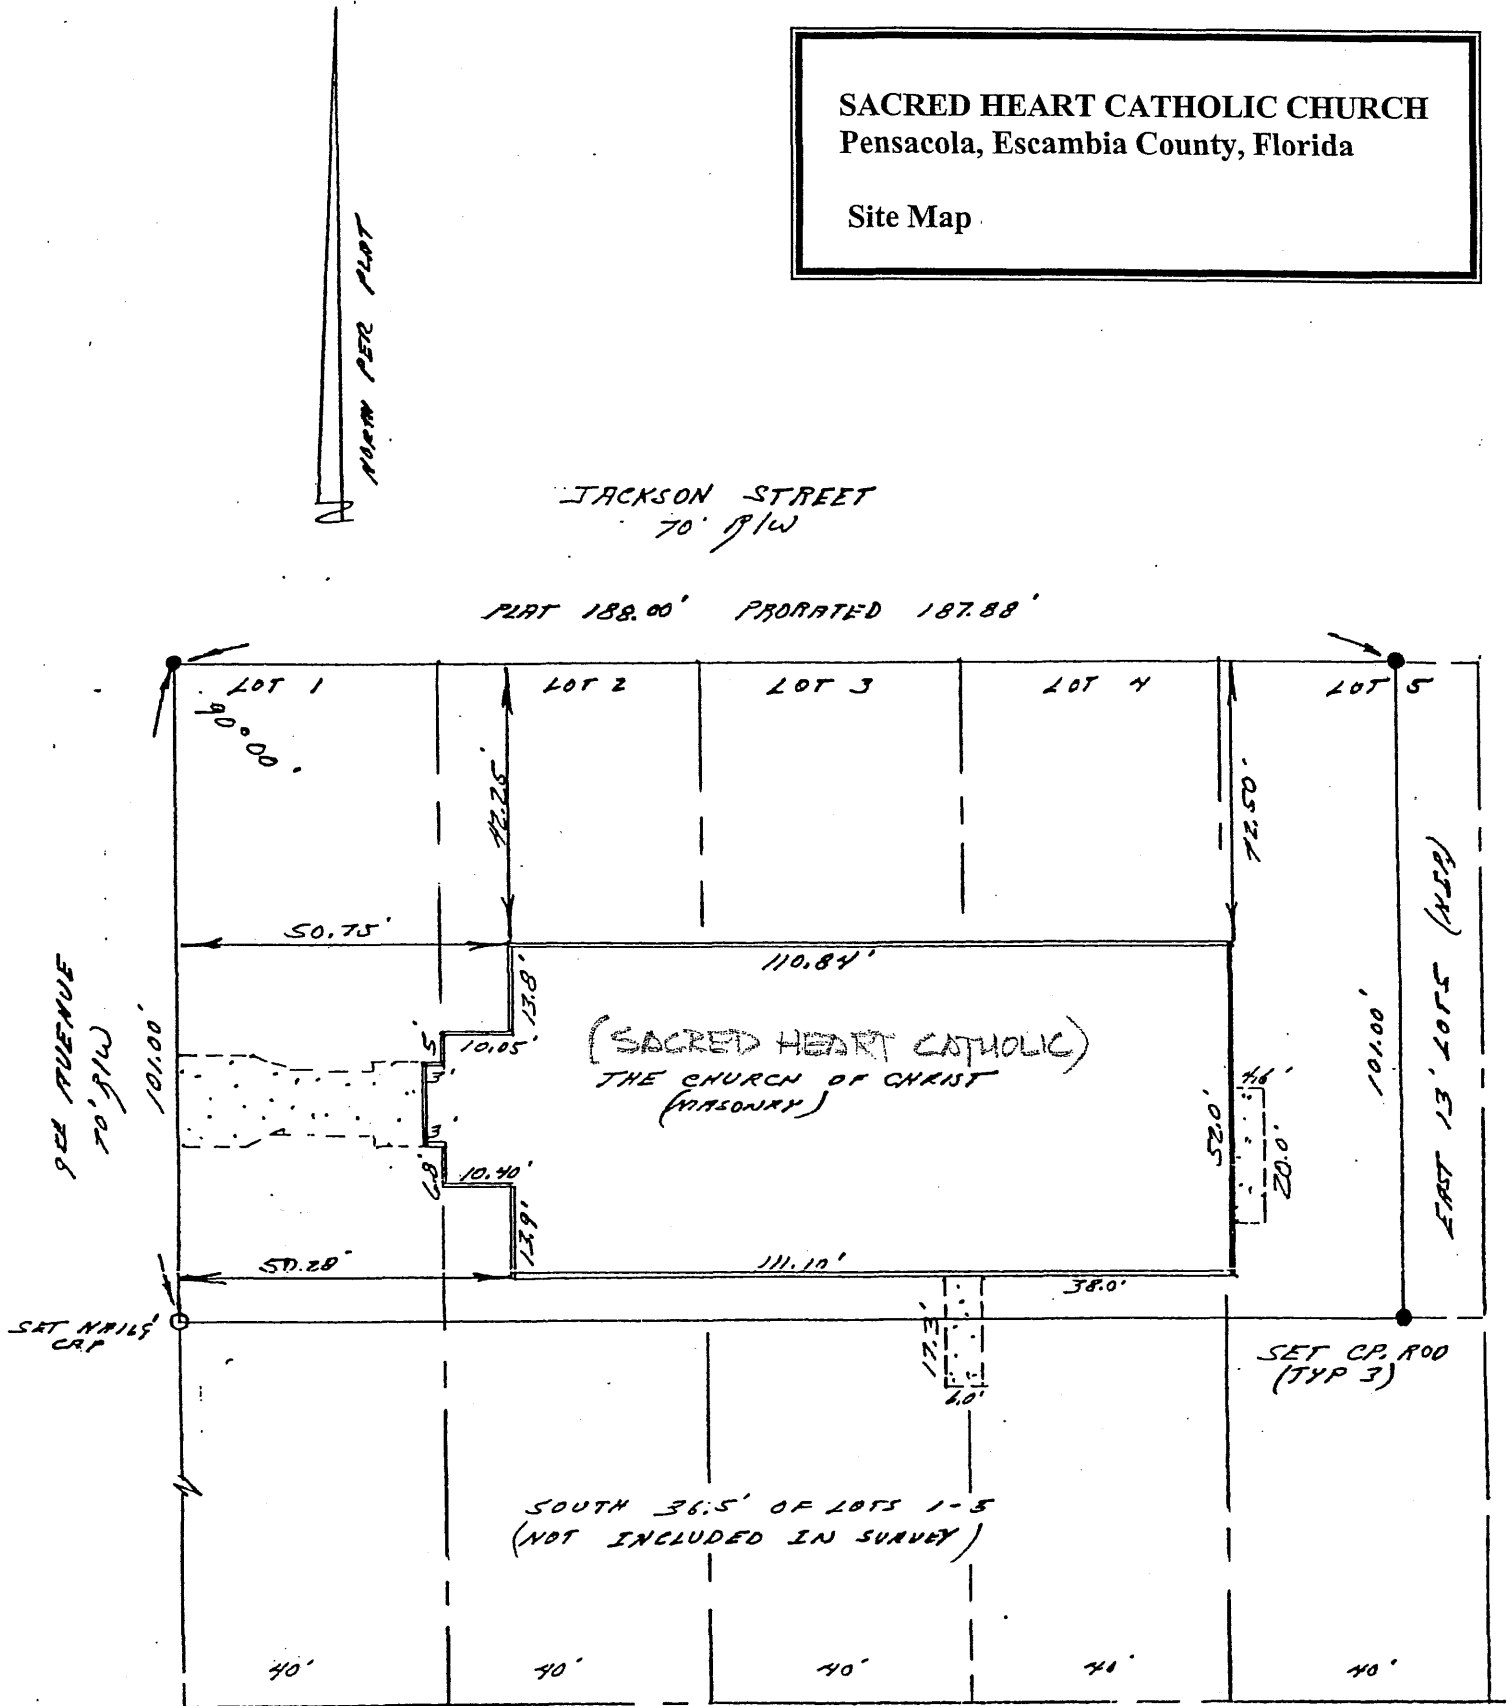 SACRED HEART CATHOLIC CHURCH
Pensacola, Escambia County, Florida
Site Map
NORTH PER PLAT
JACKSON STREET
70' R/W
PLAT 188.00' PRORATED 187.88'
LOT 1
LOT 2
LOT 3
LOT 4
LOT 5
90°00'
42.25'
42.50'
50.75'
110.84'
13.8'
9th AVENUE
70' R/W
101.00'
5'
10.05'
(SACRED HEART CATHOLIC)
THE CHURCH OF CHRIST
(MASONRY)
3'
3'
6.8'
10.40'
13.9'
52.0'
4.6'
20.0'
101.00'
EAST 13' LOT 5 (NIS)
50.28'
111.10'
38.0'
SET NAIL &
CAP
17.3'
6.0'
SET CP. ROD
(TYP 3)
SOUTH 36.5' OF LOTS 1-5
(NOT INCLUDED IN SURVEY)
40'
40'
40'
40'
40'